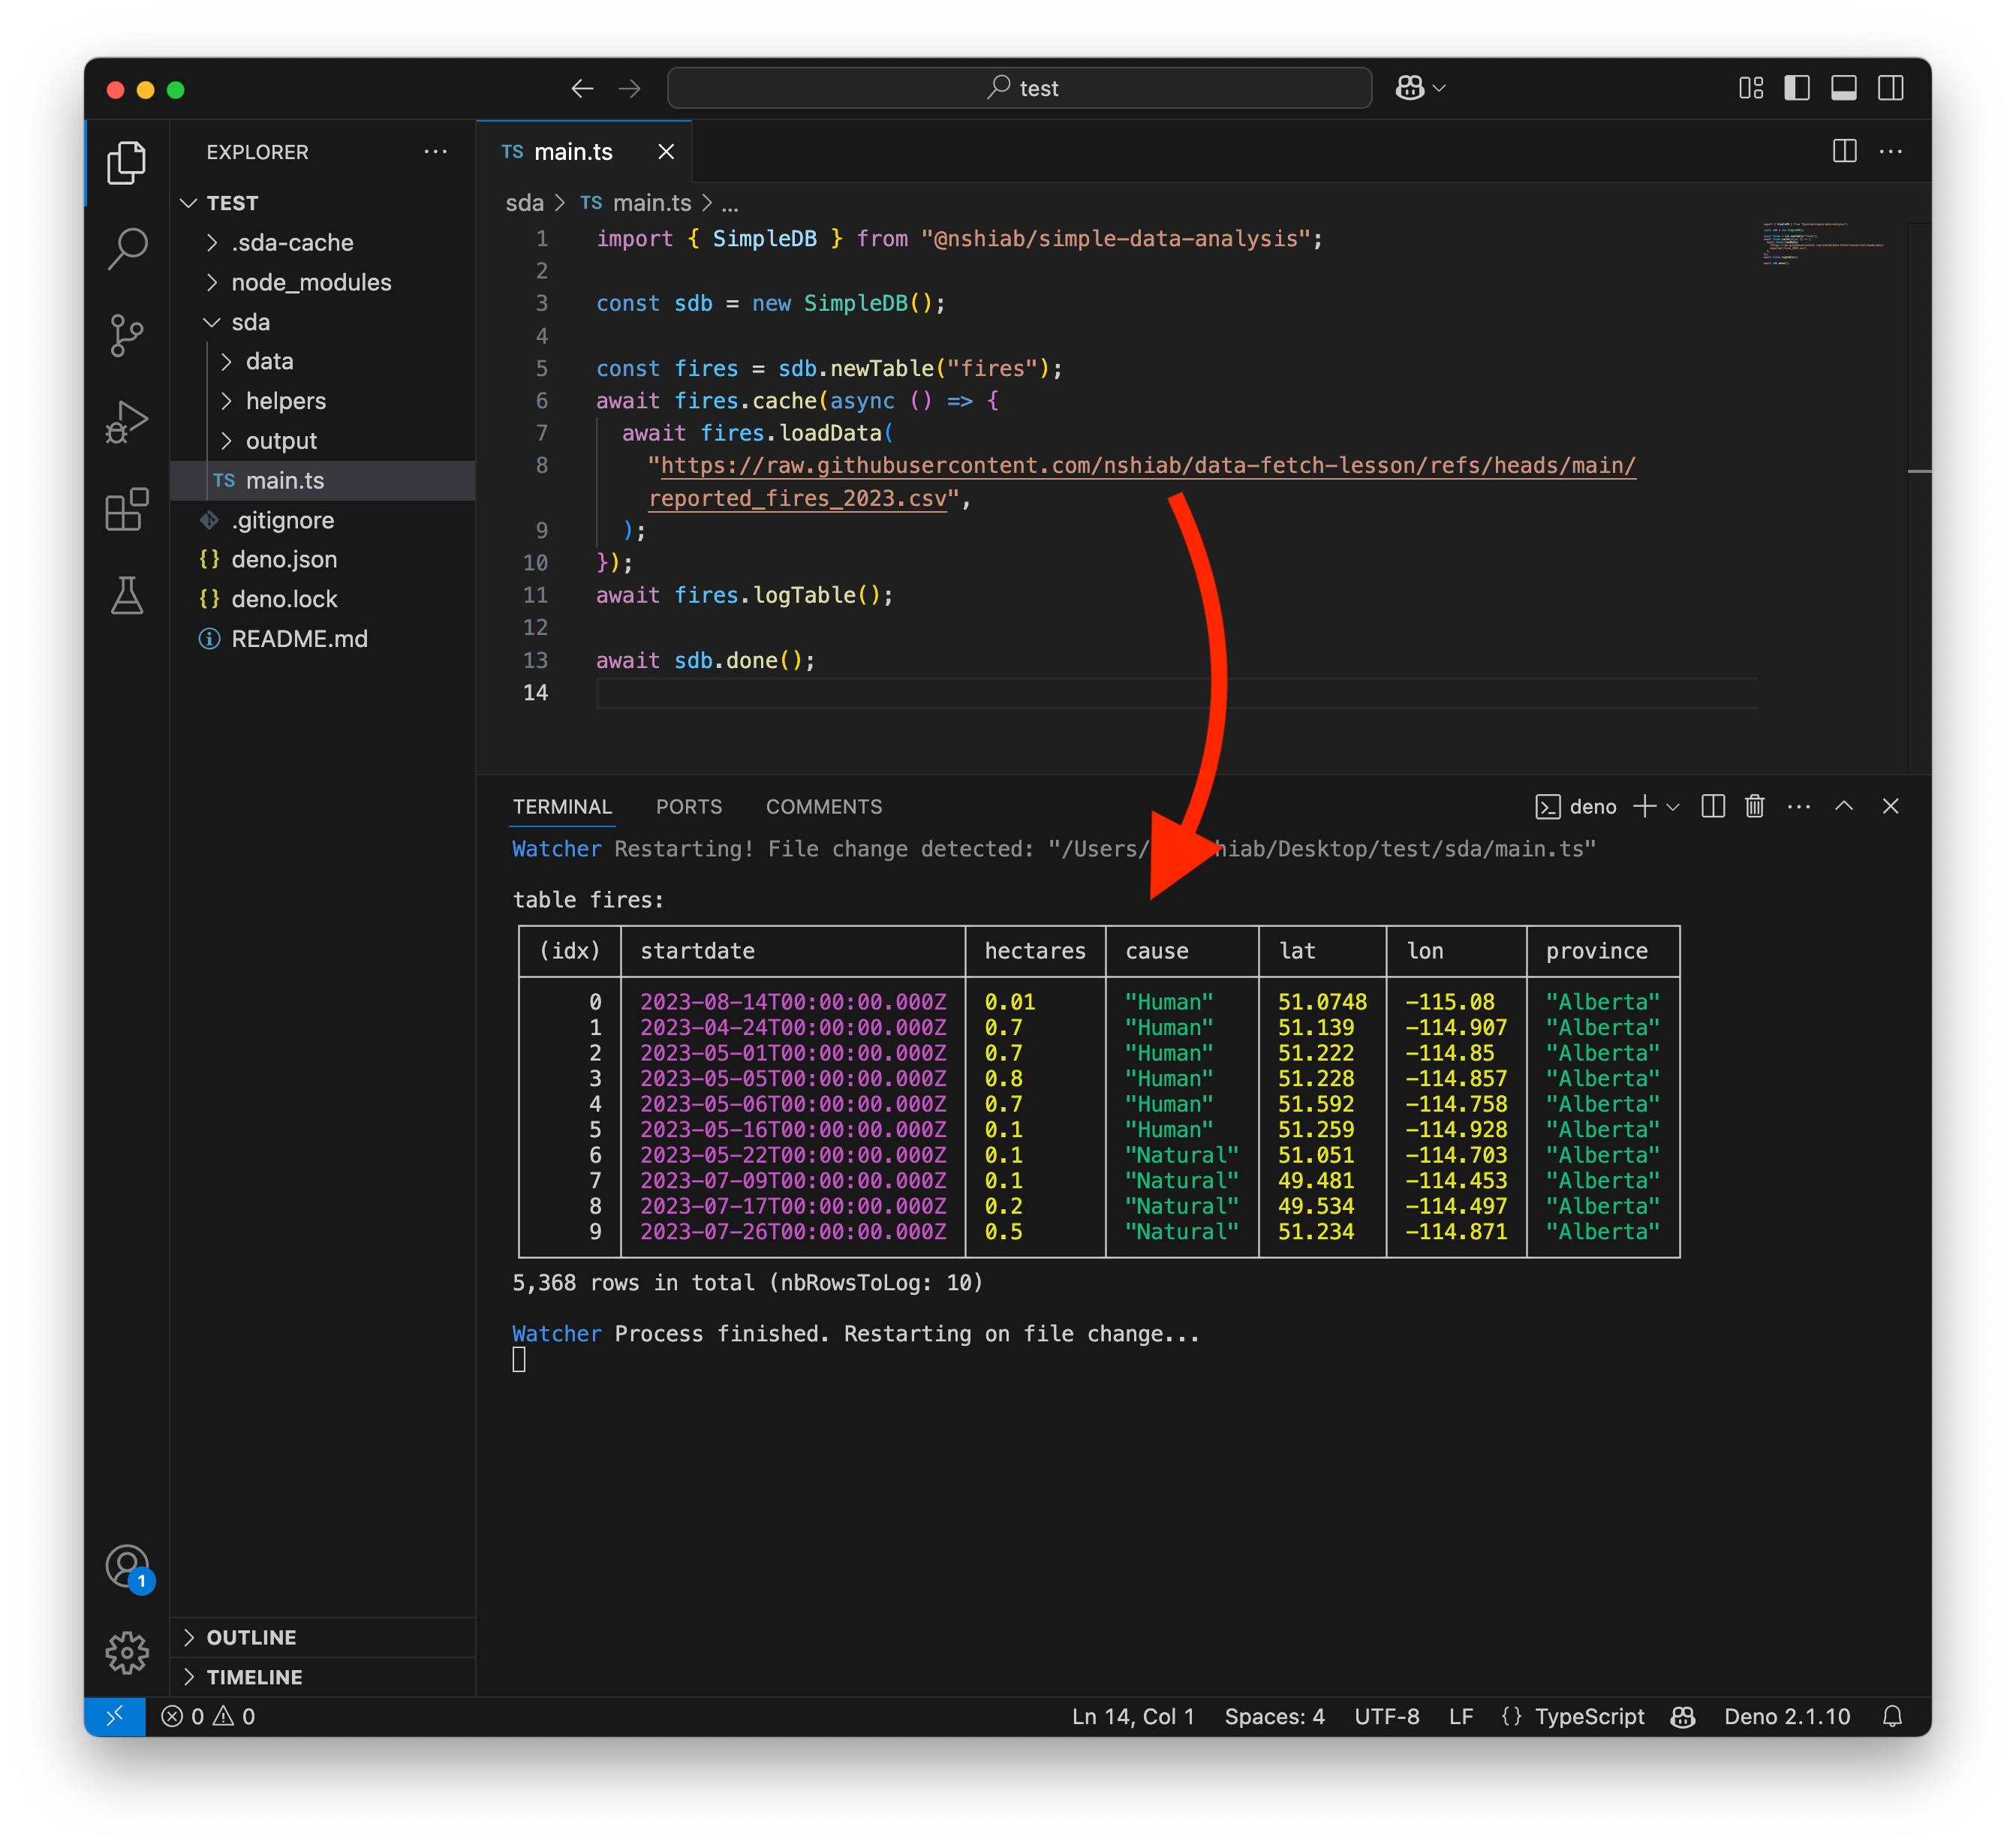 test
EXPLORER
TEST
.sda-cache
node_modules
sda
data
helpers
output
TS main.ts
.gitignore
{} deno.json
{} deno.lock
README.md
OUTLINE
TIMELINE
1
TS main.ts
sda > TS main.ts > ...
1 import { SimpleDB } from "@nshiab/simple-data-analysis";
2
3 const sdb = new SimpleDB();
4
5 const fires = sdb.newTable("fires");
6 await fires.cache(async () => {
7 await fires.loadData(
8 "https://raw.githubusercontent.com/nshiab/data-fetch-lesson/refs/heads/main/
reported_fires_2023.csv",
9 );
10 });
11 await fires.logTable();
12
13 await sdb.done();
14
TERMINAL PORTS COMMENTS deno
Watcher Restarting! File change detected: "/Users/ hiab/Desktop/test/sda/main.ts"
table fires:
(idx) startdate hectares cause lat lon province
0 2023-08-14T00:00:00.000Z 0.01 "Human" 51.0748 -115.08 "Alberta"
1 2023-04-24T00:00:00.000Z 0.7 "Human" 51.139 -114.907 "Alberta"
2 2023-05-01T00:00:00.000Z 0.7 "Human" 51.222 -114.85 "Alberta"
3 2023-05-05T00:00:00.000Z 0.8 "Human" 51.228 -114.857 "Alberta"
4 2023-05-06T00:00:00.000Z 0.7 "Human" 51.592 -114.758 "Alberta"
5 2023-05-16T00:00:00.000Z 0.1 "Human" 51.259 -114.928 "Alberta"
6 2023-05-22T00:00:00.000Z 0.1 "Natural" 51.051 -114.703 "Alberta"
7 2023-07-09T00:00:00.000Z 0.1 "Natural" 49.481 -114.453 "Alberta"
8 2023-07-17T00:00:00.000Z 0.2 "Natural" 49.534 -114.497 "Alberta"
9 2023-07-26T00:00:00.000Z 0.5 "Natural" 51.234 -114.871 "Alberta"
5,368 rows in total (nbRowsToLog: 10)
Watcher Process finished. Restarting on file change...
0 0 Ln 14, Col 1 Spaces: 4 UTF-8 LF {} TypeScript Deno 2.1.10